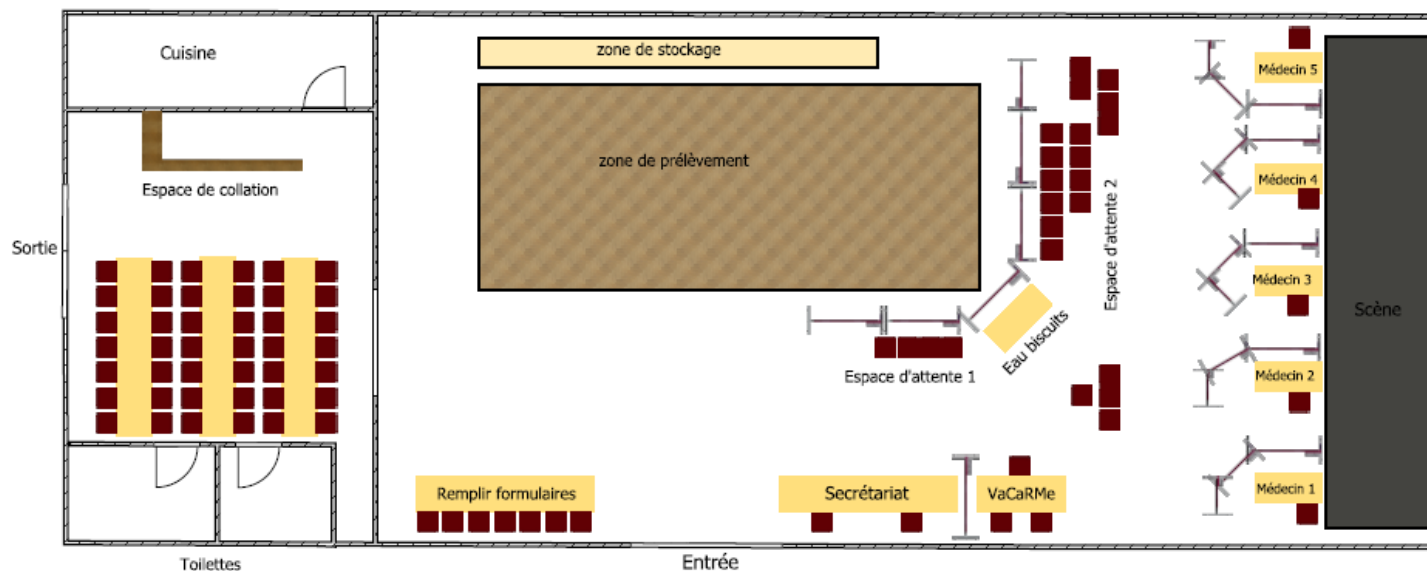 Cuisine
zone de stockage
Médecin 5
zone de prélèvement
Médecin 4
Espace de collation
Espace d'attente 2
Sortie
Médecin 3
Scène
Eau biscuits
Espace d'attente 1
Médecin 2
Remplir formulaires
Secrétariat
VaCaRMe
Médecin 1
Toilettes
Entrée